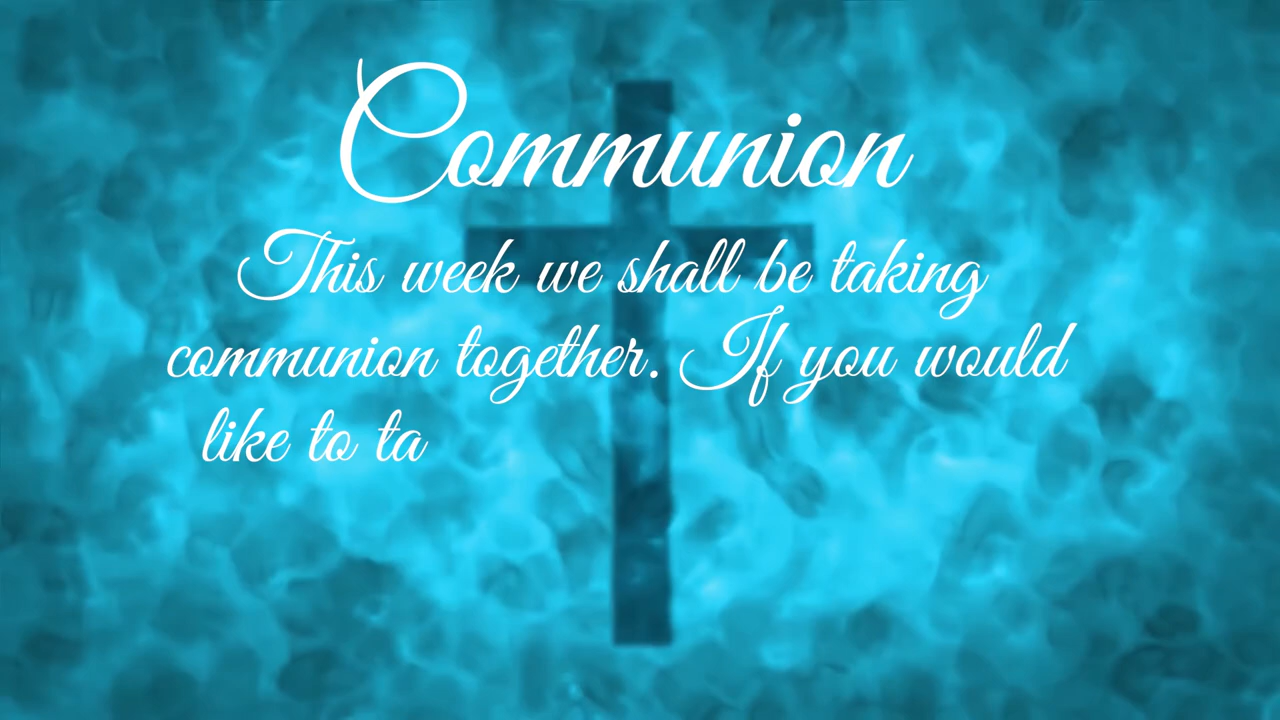 Communion
This week we shall be taking
communion together. If you would
like to ta